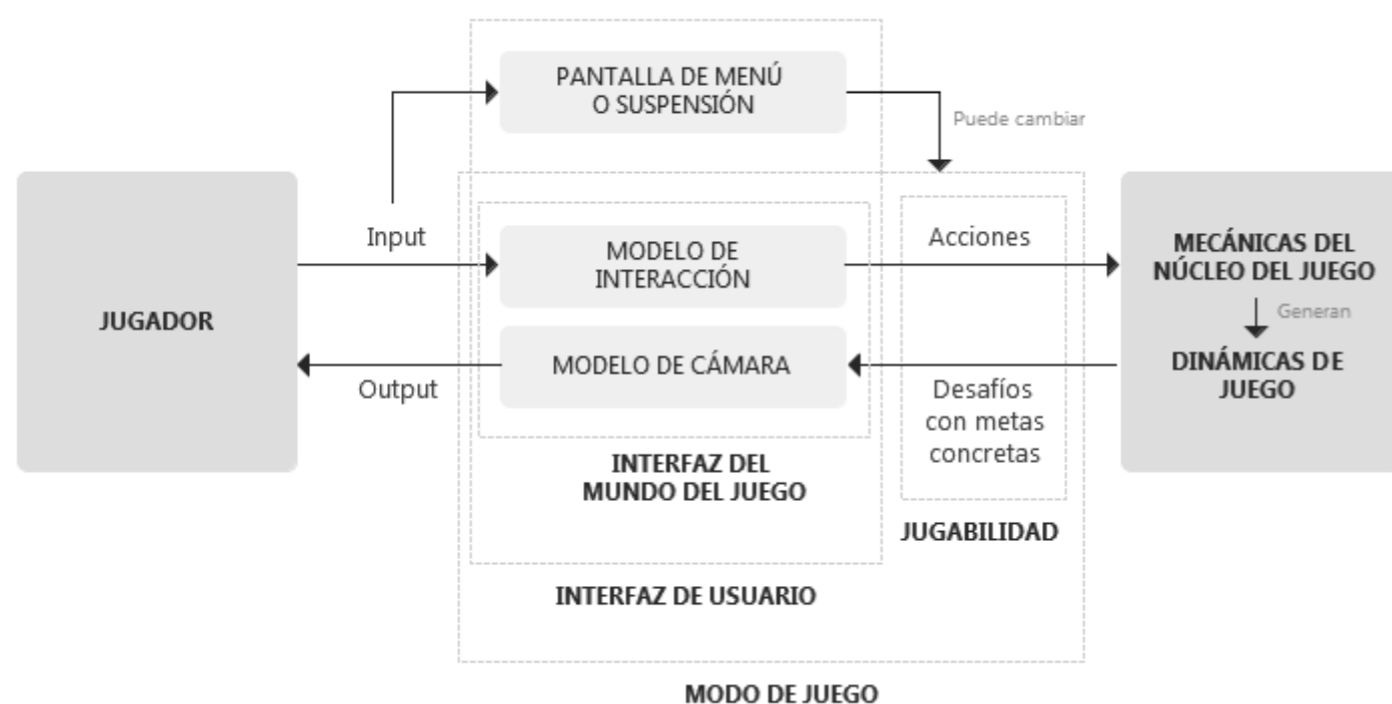 PANTALLA DE MENÚ
O SUSPENSIÓN
Puede cambiar
Input
MODELO DE
INTERACCIÓN
Acciones
MECÁNICAS DEL
NÚCLEO DEL JUEGO
Generan
JUGADOR
MODELO DE CÁMARA
DINÁMICAS DE
JUEGO
Output
Desafíos
con metas
concretas
INTERFAZ DEL
MUNDO DEL JUEGO
JUGABILIDAD
INTERFAZ DE USUARIO
MODO DE JUEGO